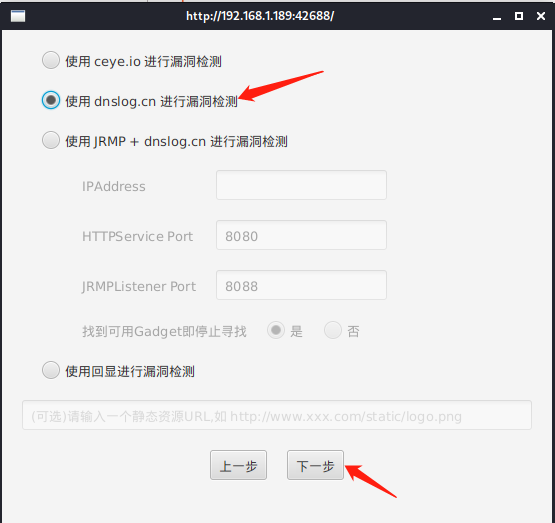 http://192.168.1.189:42688/
使用 ceye.io 进行漏洞检测
使用 dnslog.cn 进行漏洞检测
使用 JRMP + dnslog.cn 进行漏洞检测
IPAddress
HTTPService Port 8080
JRMPListener Port 8088
找到可用Gadget即停止寻找 是 否
使用回显进行漏洞检测
(可选)请输入一个静态资源URL,如 http://www.xxx.com/static/logo.png
上一步 下一步